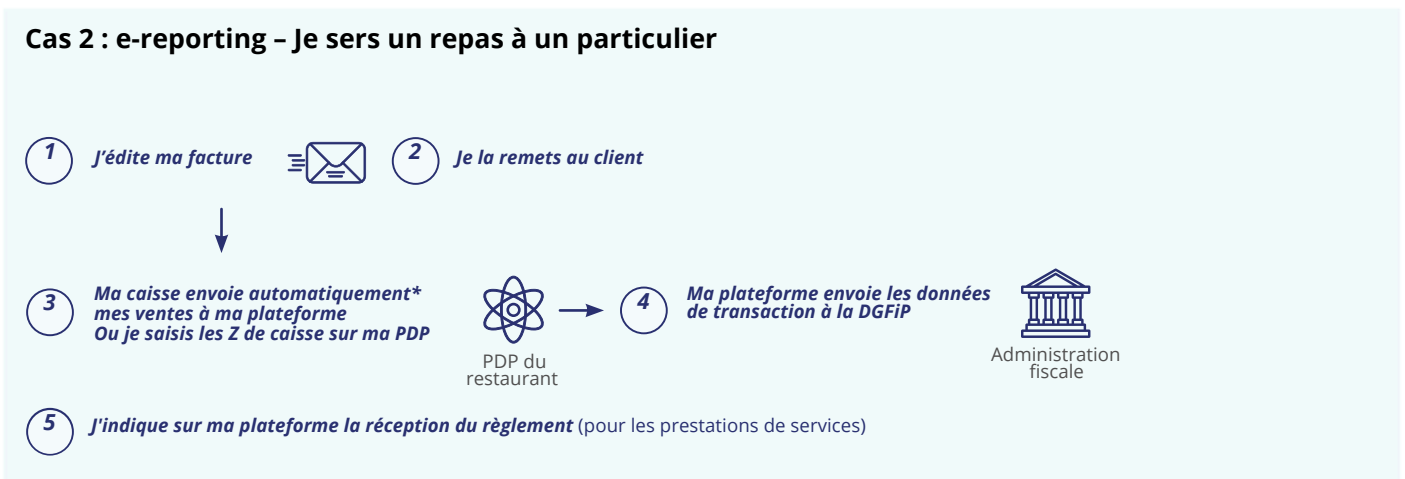 Cas 2 : e-reporting – Je sers un repas à un particulier
1
J’édite ma facture
2
Je la remets au client
3
Ma caisse envoie automatiquement*
mes ventes à ma plateforme
Ou je saisis les Z de caisse sur ma PDP
PDP du
restaurant
4
Ma plateforme envoie les données
de transaction à la DGFiP
Administration
fiscale
5
J'indique sur ma plateforme la réception du règlement (pour les prestations de services)